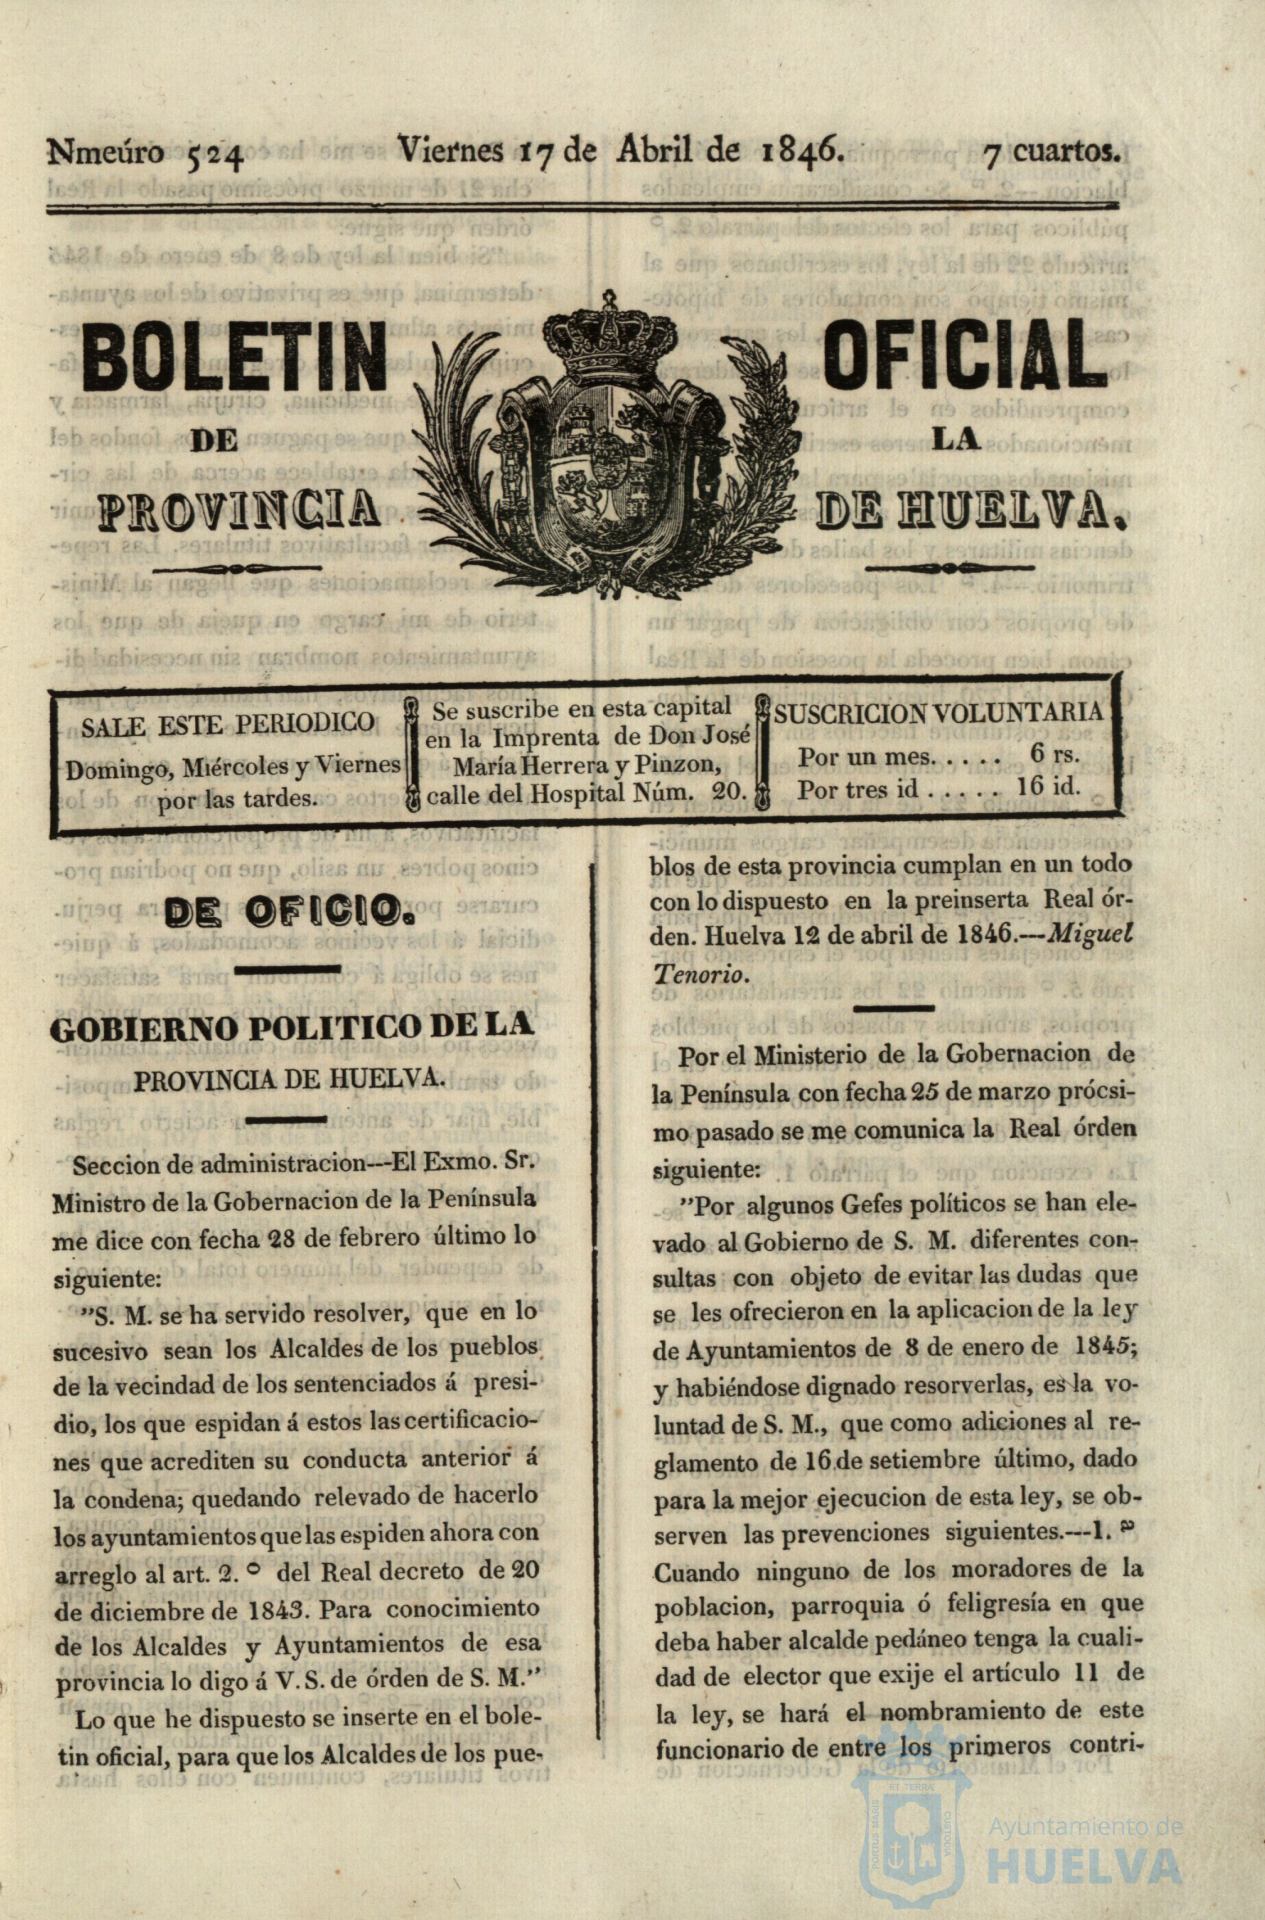 Nmeúro 524 Viernes 17 de Abril de 1846. 7 cuartos.
BOLETIN OFICIAL
DE LA
PROVINCIA DE HUELVA.
SALE ESTE PERIODICO
Domingo, Miércoles y Viernes
por las tardes.
Se suscribe en esta capital
en la Imprenta de Don José
María Herrera y Pinzon,
calle del Hospital Núm. 20.
SUSCRICION VOLUNTARIA
Por un mes. . . . . 6 rs.
Por tres id . . . . . 16 id.
DE OFICIO.
GOBIERNO POLITICO DE LA
PROVINCIA DE HUELVA.
Seccion de administracion---El Exmo. Sr.
Ministro de la Gobernacion de la Península
me dice con fecha 28 de febrero último lo
siguiente:
"S. M. se ha servido resolver, que en lo
sucesivo sean los Alcaldes de los pueblos
de la vecindad de los sentenciados á presi-
dio, los que espidan á estos las certificacio-
nes que acrediten su conducta anterior á
la condena; quedando relevado de hacerlo
los ayuntamientos que las espiden ahora con
arreglo al art. 2.º del Real decreto de 20
de diciembre de 1843. Para conocimiento
de los Alcaldes y Ayuntamientos de esa
provincia lo digo á V. S. de órden de S. M."
Lo que he dispuesto se inserte en el bole-
tin oficial, para que los Alcaldes de los pue-
blos de esta provincia cumplan en un todo
con lo dispuesto en la preinserta Real ór-
den. Huelva 12 de abril de 1846.---Miguel
Tenorio.
Por el Ministerio de la Gobernacion de
la Península con fecha 25 de marzo prócsi-
mo pasado se me comunica la Real órden
siguiente:
"Por algunos Gefes políticos se han ele-
vado al Gobierno de S. M. diferentes con-
sultas con objeto de evitar las dudas que
se les ofrecieron en la aplicacion de la ley
de Ayuntamientos de 8 de enero de 1845;
y habiéndose dignado resorverlas, es la vo-
luntad de S. M., que como adiciones al re-
glamento de 16 de setiembre último, dado
para la mejor ejecucion de esta ley, se ob-
serven las prevenciones siguientes.---1.ª
Cuando ninguno de los moradores de la
poblacion, parroquia ó feligresía en que
deba haber alcalde pedáneo tenga la cuali-
dad de elector que exije el artículo 11 de
la ley, se hará el nombramiento de este
funcionario de entre los primeros contri-
PORTUS MARIS
ET TERRÆ
CUSTODIA
Ayuntamiento de
HUELVA